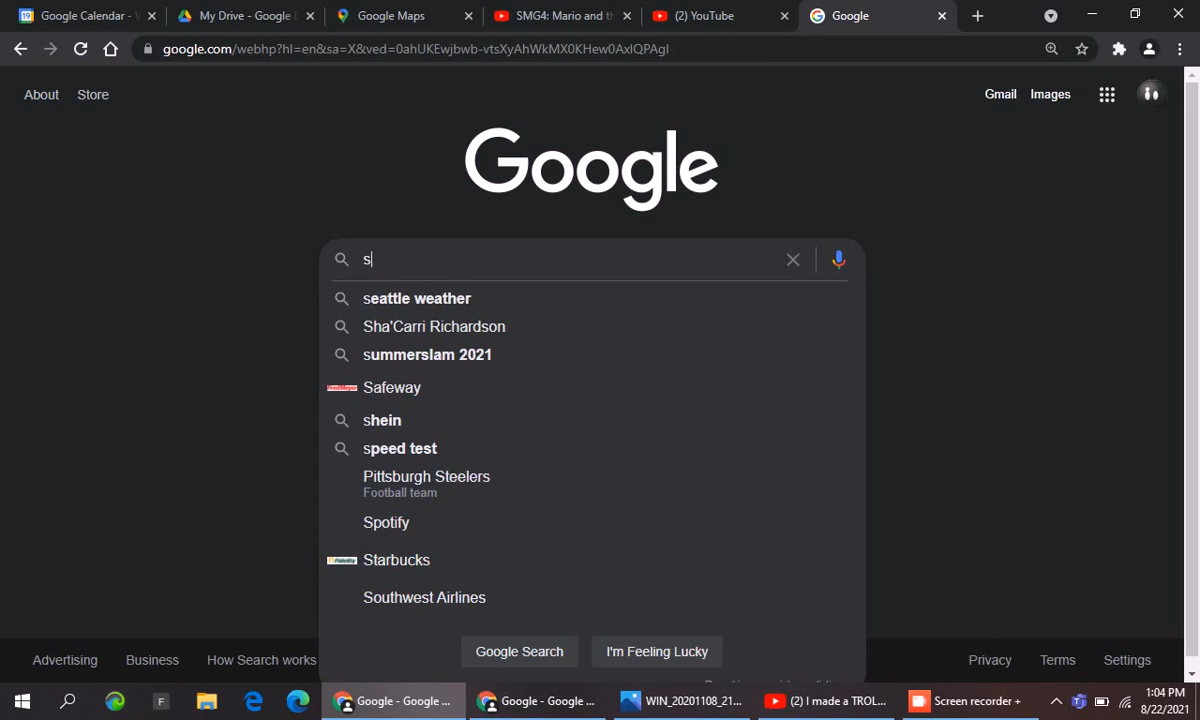 Google Calendar - W
My Drive - Google D
Google Maps
SMG4: Mario and th
(2) YouTube
Google
google.com/webhp?hl=en&sa=X&ved=0ahUKEwjbwb-vtsXyAhWkMX0KHew0AxIQPAgI
About
Store
Gmail
Images
Google
s
seattle weather
Sha'Carri Richardson
summerslam 2021
Safeway
shein
speed test
Pittsburgh Steelers
Football team
Spotify
Starbucks
Southwest Airlines
Google Search
I'm Feeling Lucky
Advertising
Business
How Search works
Privacy
Terms
Settings
F
Google - Google ...
Google - Google ...
WIN_20201108_21...
(2) I made a TROL...
Screen recorder +
1:04 PM
8/22/2021